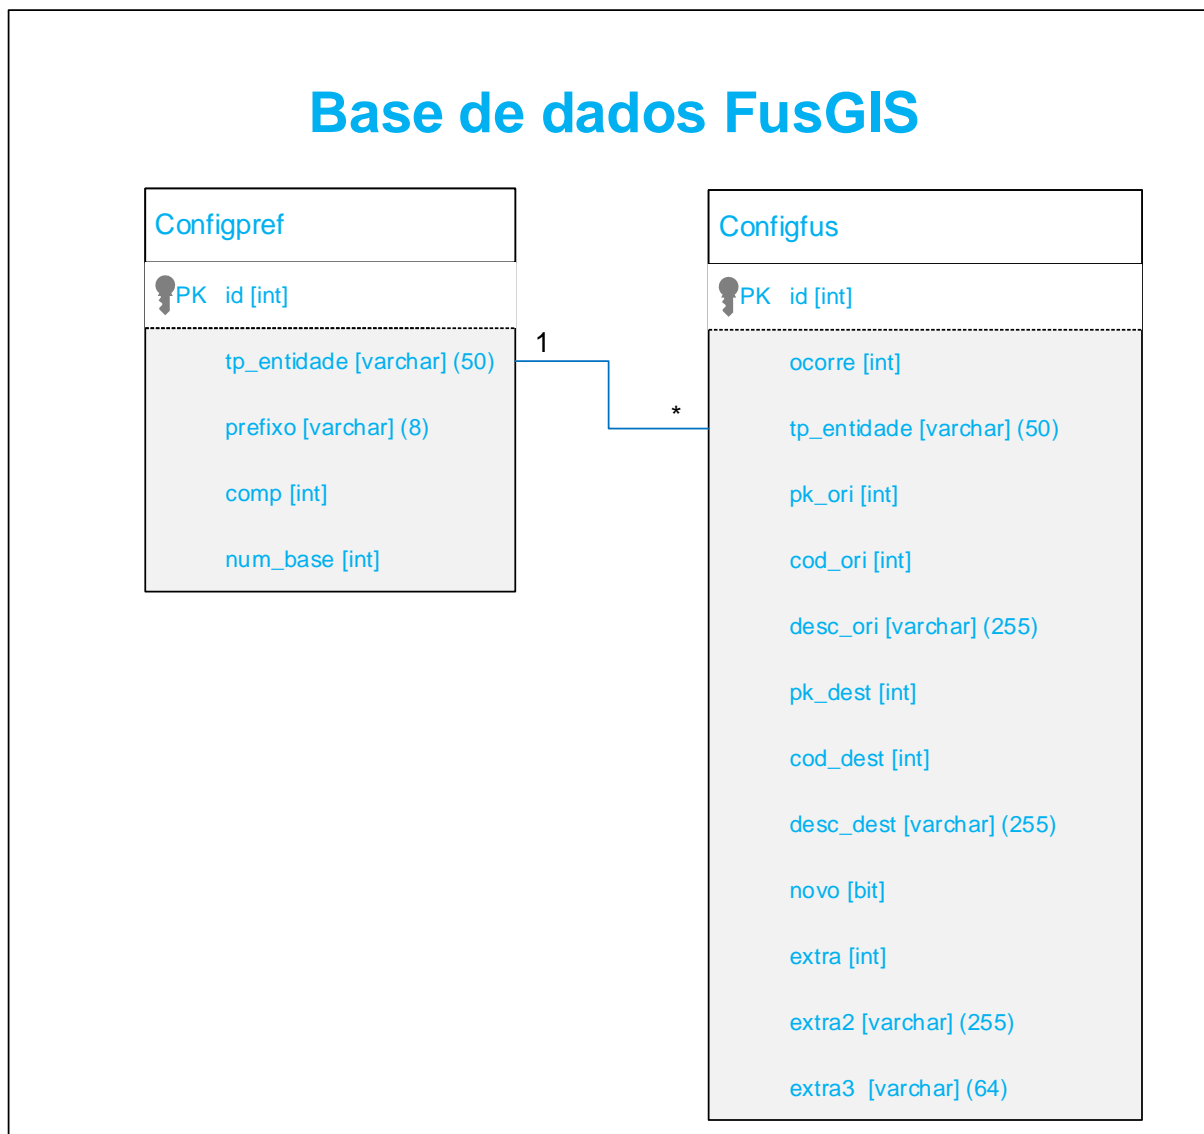 Base de dados FusGIS
Configpref
PK id [int]
tp_entidade [varchar] (50)
prefixo [varchar] (8)
comp [int]
num_base [int]
1
*
Configfus
PK id [int]
ocorre [int]
tp_entidade [varchar] (50)
pk_ori [int]
cod_ori [int]
desc_ori [varchar] (255)
pk_dest [int]
cod_dest [int]
desc_dest [varchar] (255)
novo [bit]
extra [int]
extra2 [varchar] (255)
extra3 [varchar] (64)